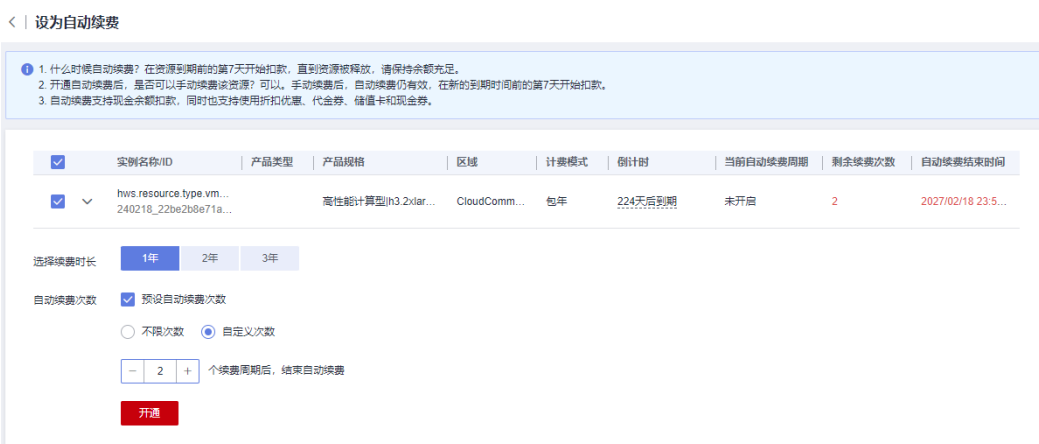 设为自动续费
1. 什么时候自动续费？在资源到期前的第7天开始扣款，直到资源被释放，请保持余额充足。
2. 开通自动续费后，是否可以手动续费该资源？可以。手动续费后，自动续费仍有效，在新的到期时间前的第7天开始扣款。
3. 自动续费支持现金余额扣款，同时也支持使用折扣优惠、代金券、储值卡和现金券。
实例名称/ID 产品类型 产品规格 区域 计费模式 倒计时 当前自动续费周期 剩余续费次数 自动续费结束时间
hws.resource.type.vm...
240218_22be2b8e71a... 高性能计算型|h3.2xlar... CloudComm... 包年 224天后到期 未开启 2 2027/02/18 23:5...
选择续费时长 1年 2年 3年
自动续费次数 预设自动续费次数
不限次数 自定义次数
− 2 + 个续费周期后，结束自动续费
开通